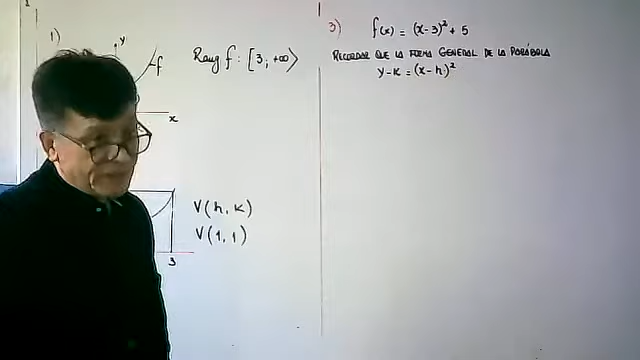 1)
y
f
x
Rang f : [3, +∞⟩
3
V(h, k)
V(1, 1)
3) f(x) = (x-3)² + 5
RECORDAR QUE LA FORMA GENERAL DE LA PARÁBOLA
y-k = (x-h)²